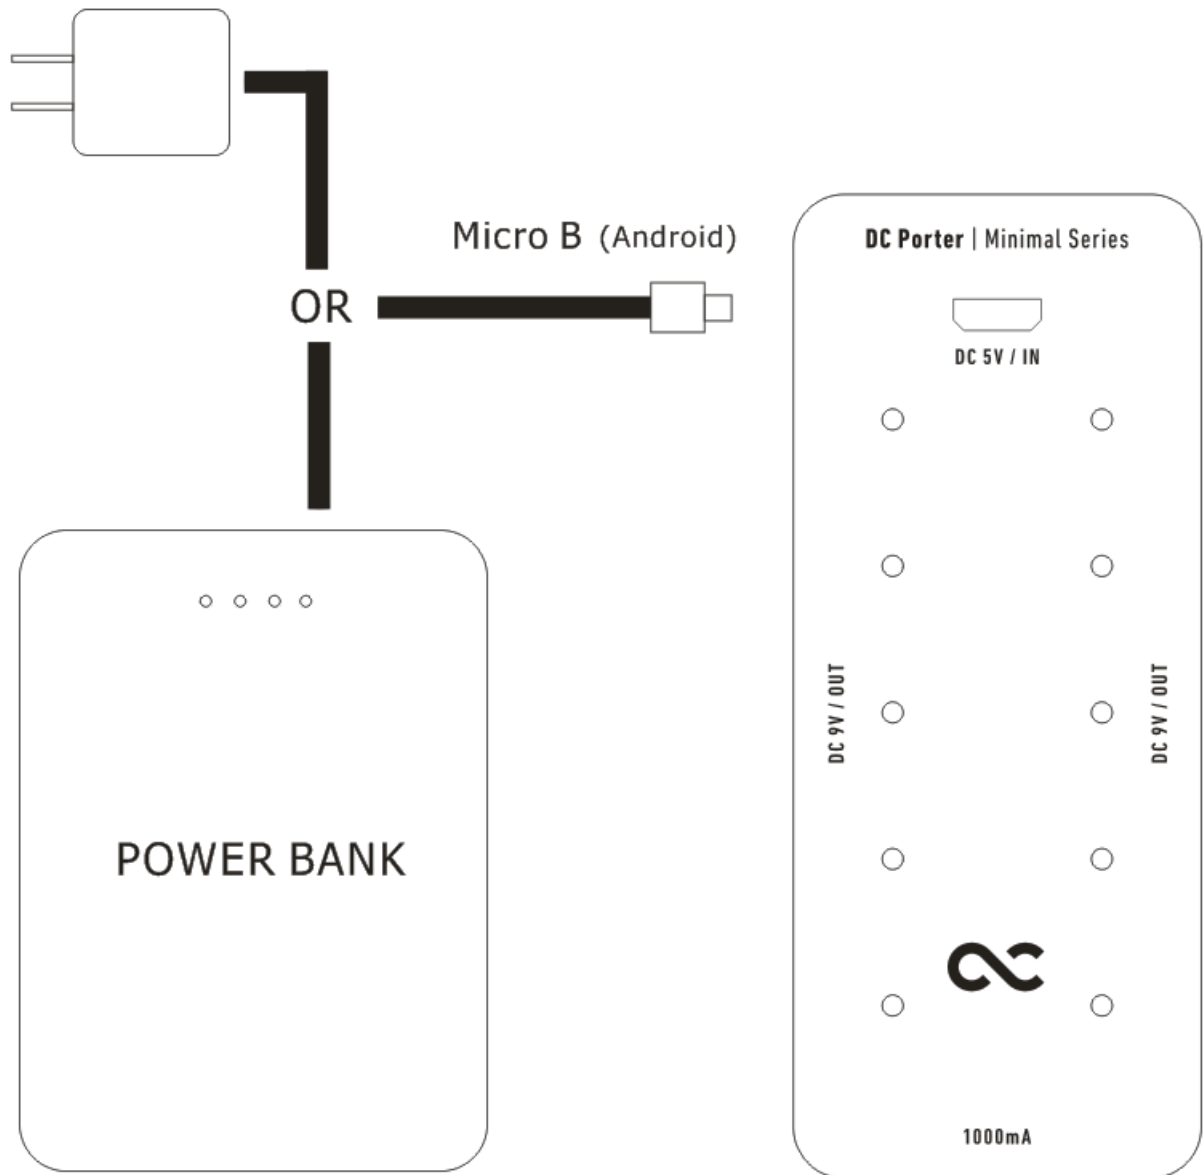 Micro B (Android)
OR
POWER BANK
DC Porter | Minimal Series
DC 5V / IN
DC 9V / OUT
DC 9V / OUT
1000mA